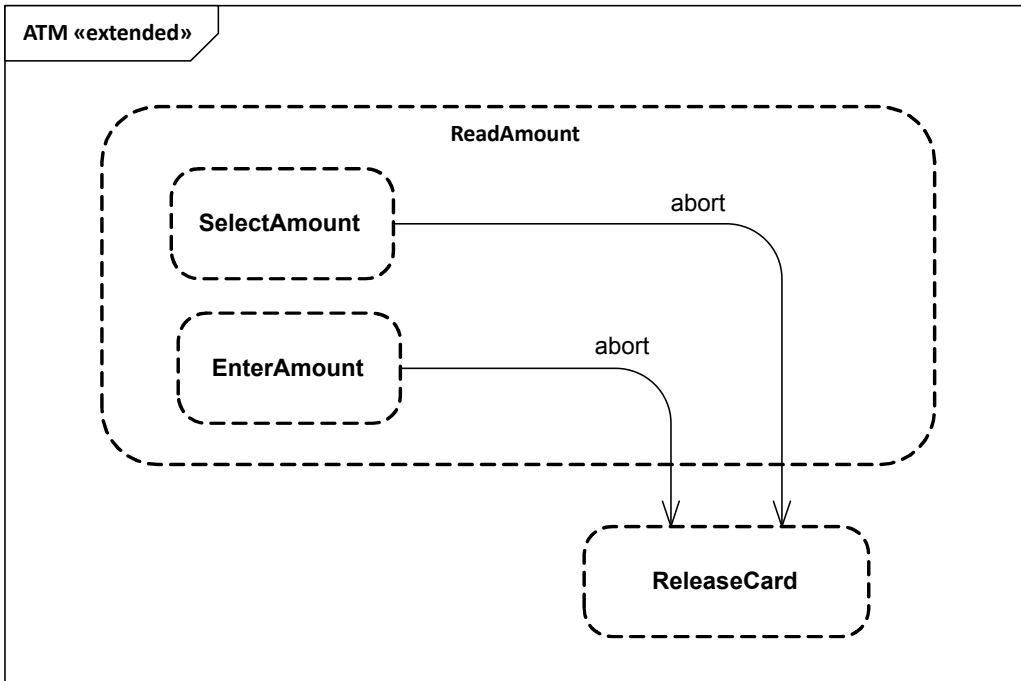 ATM «extended»
ReadAmount
SelectAmount
abort
EnterAmount
abort
ReleaseCard